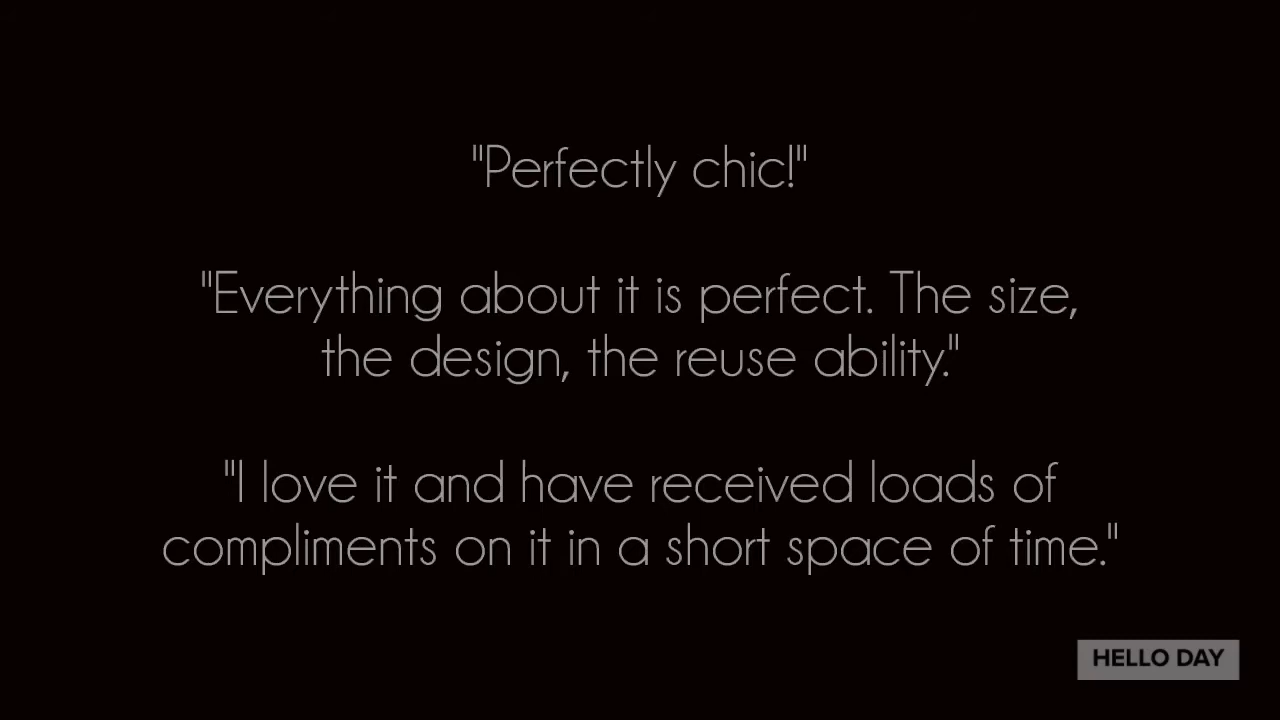 "Perfectly chic!"
"Everything about it is perfect. The size,
the design, the reuse ability."
"I love it and have received loads of
compliments on it in a short space of time."
HELLO DAY